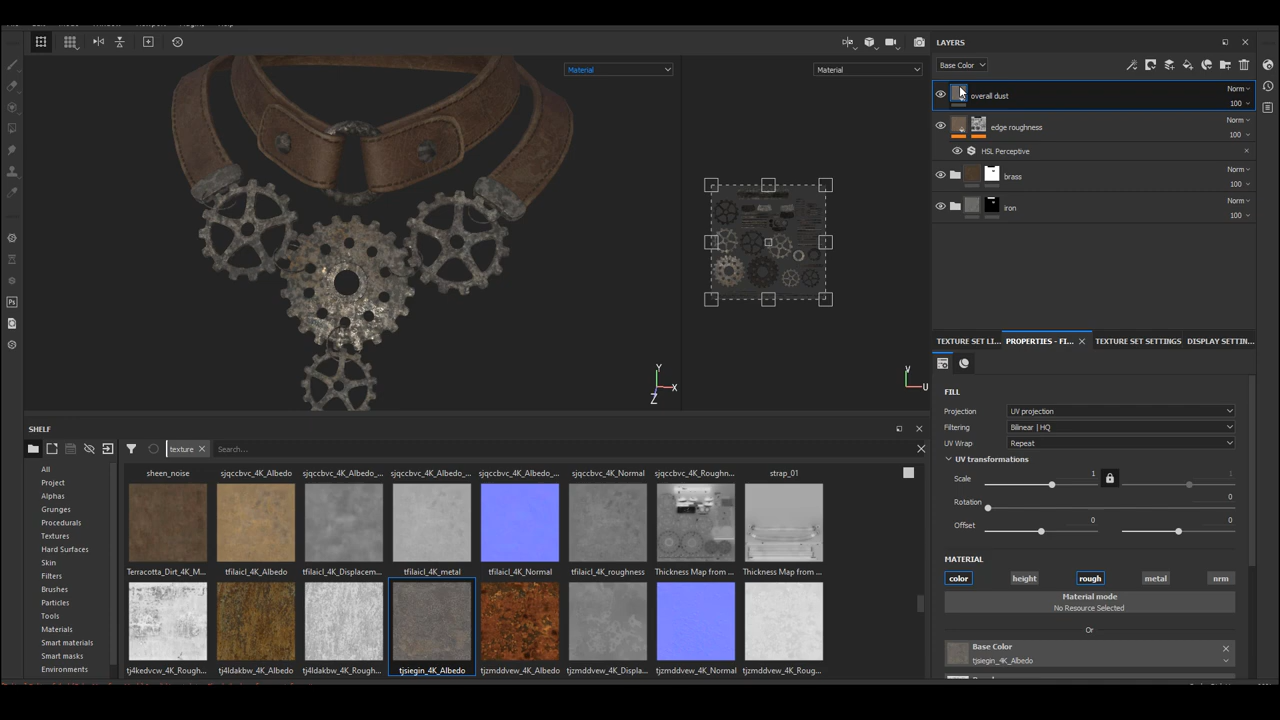 Material
Material
LAYERS
Base Color
overall dust
Norm
100
edge roughness
Norm
100
HSL Perceptive
brass
Norm
100
iron
Norm
100
Y
X
Z
V
U
TEXTURE SET LI...
PROPERTIES - FI...
TEXTURE SET SETTINGS
DISPLAY SETTIN...
FILL
Projection
UV projection
Filtering
Bilinear | HQ
UV Wrap
Repeat
UV transformations
Scale
1
1
Rotation
0
Offset
0
0
MATERIAL
color
height
rough
metal
nrm
Material mode
No Resource Selected
Or
Base Color
tjsiegin_4K_Albedo
SHELF
texture
Search...
All
Project
Alphas
Grunges
Procedurals
Textures
Hard Surfaces
Skin
Filters
Brushes
Particles
Tools
Materials
Smart materials
Smart masks
Environments
sheen_noise
sjqccbvc_4K_Albedo
sjqccbvc_4K_Albedo_...
sjqccbvc_4K_Albedo_...
sjqccbvc_4K_Normal
sjqccbvc_4K_Roughn...
strap_01
Terracotta_Dirt_4K_M...
tfilaicl_4K_Albedo
tfilaicl_4K_Displacem...
tfilaicl_4K_metal
tfilaicl_4K_Normal
tfilaicl_4K_roughness
Thickness Map from ...
Thickness Map from ...
tj4kedvcw_4K_Rough...
tj4ldakbw_4K_Albedo
tj4ldakbw_4K_Rough...
tjsiegin_4K_Albedo
tjzmddvew_4K_Albedo
tjzmddvew_4K_Displa...
tjzmddvew_4K_Normal
tjzmddvew_4K_Roug...
Ps